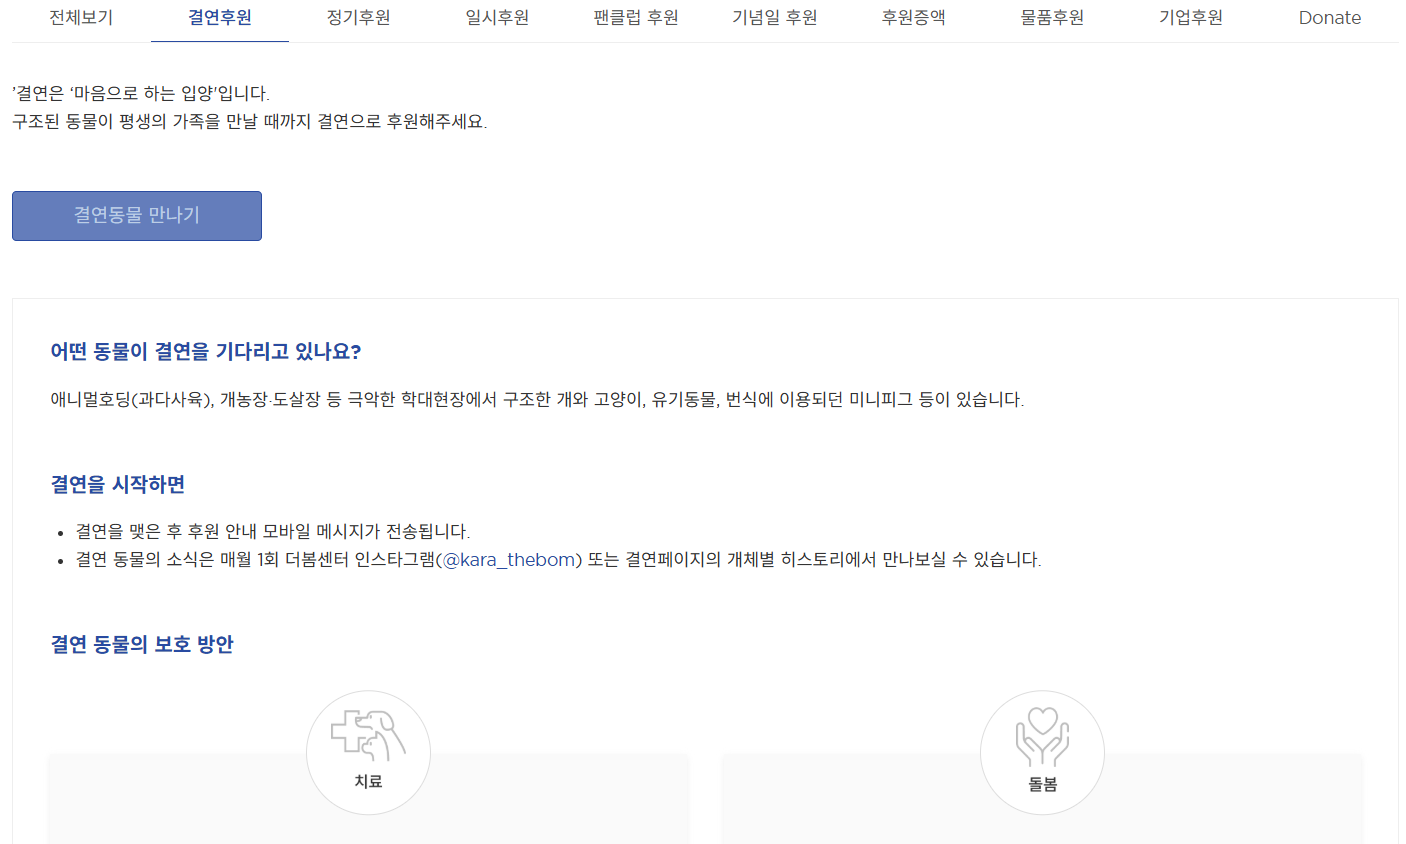 전체보기 결연후원 정기후원 일시후원 팬클럽 후원 기념일 후원 후원증액 물품후원 기업후원 Donate
'결연은 ‘마음으로 하는 입양'입니다.
구조된 동물이 평생의 가족을 만날 때까지 결연으로 후원해주세요.
결연동물 만나기
어떤 동물이 결연을 기다리고 있나요?
애니멀호딩(과다사육), 개농장·도살장 등 극악한 학대현장에서 구조한 개와 고양이, 유기동물, 번식에 이용되던 미니피그 등이 있습니다.
결연을 시작하면
• 결연을 맺은 후 후원 안내 모바일 메시지가 전송됩니다.
• 결연 동물의 소식은 매월 1회 더봄센터 인스타그램(@kara_thebom) 또는 결연페이지의 개체별 히스토리에서 만나보실 수 있습니다.
결연 동물의 보호 방안
치료
돌봄